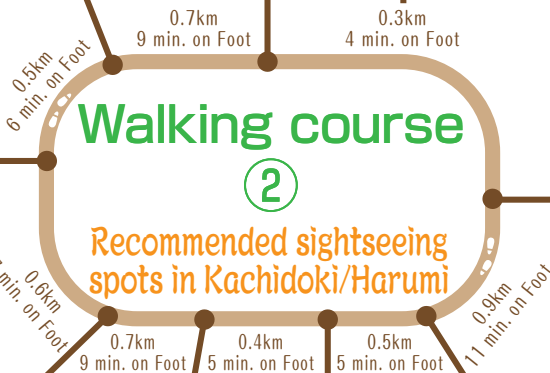 0.7km
9 min. on Foot
0.3km
4 min. on Foot
0.5km
6 min. on Foot
Walking course
②
Recommended sightseeing
spots in Kachidoki/Harumi
0.6km
min. on Foot
0.7km
9 min. on Foot
0.4km
5 min. on Foot
0.5km
5 min. on Foot
0.9km
11 min. on Foot